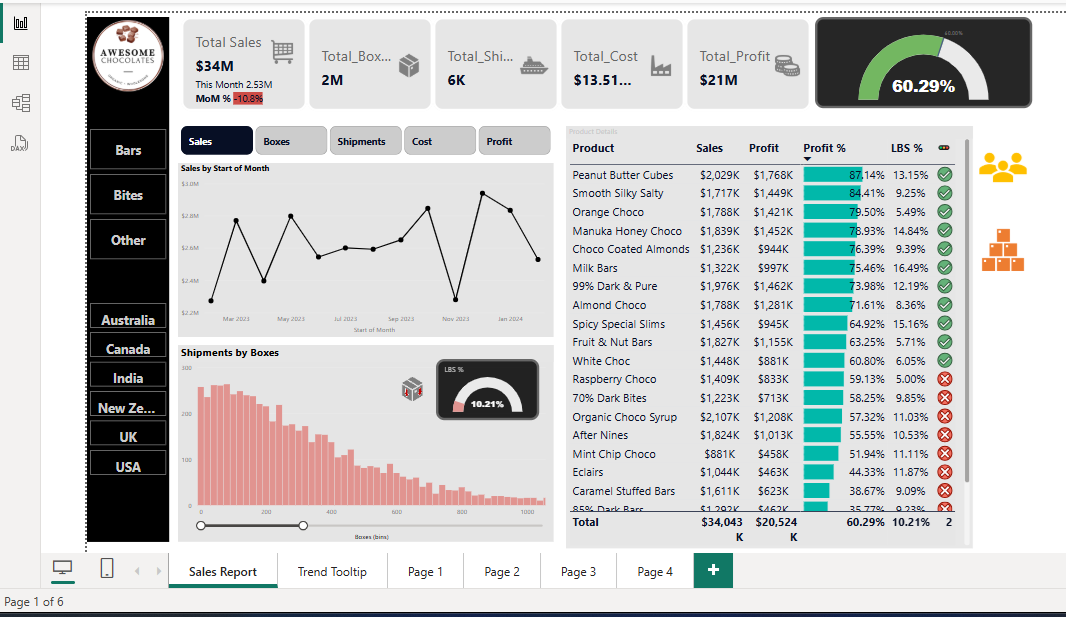 AWESOME
CHOCOLATES
Bars
Bites
Other
Australia
Canada
India
New Ze...
UK
USA
Total Sales
$34M
This Month 2.53M
MoM % -10.8%
Total_Box...
2M
Total_Shi...
6K
Total_Cost
$13.51...
Total_Profit
$21M
60.00%
60.29%
Sales Boxes Shipments Cost Profit
Sales by Start of Month
$3.0M
$2.8M
$2.6M
$2.4M
$2.2M
Mar 2023 May 2023 Jul 2023 Sep 2023 Nov 2023 Jan 2024
Start of Month
Shipments by Boxes
300
200
100
0
LBS %
10.21%
0 200 400 600 800 1000
Boxes (bins)
Product Details
Product Sales Profit Profit % LBS %
Peanut Butter Cubes $2,029K $1,768K 87.14% 13.15%
Smooth Silky Salty $1,717K $1,449K 84.41% 9.25%
Orange Choco $1,788K $1,421K 79.50% 5.49%
Manuka Honey Choco $1,839K $1,452K 78.93% 14.84%
Choco Coated Almonds $1,236K $944K 76.39% 9.39%
Milk Bars $1,322K $997K 75.46% 16.49%
99% Dark & Pure $1,976K $1,462K 73.98% 12.19%
Almond Choco $1,788K $1,281K 71.61% 8.36%
Spicy Special Slims $1,456K $945K 64.92% 15.16%
Fruit & Nut Bars $1,827K $1,155K 63.25% 5.71%
White Choc $1,448K $881K 60.80% 6.05%
Raspberry Choco $1,409K $833K 59.13% 5.00%
70% Dark Bites $1,223K $713K 58.25% 9.85%
Organic Choco Syrup $2,107K $1,208K 57.32% 11.03%
After Nines $1,824K $1,013K 55.55% 10.53%
Mint Chip Choco $881K $458K 51.94% 11.11%
Eclairs $1,044K $463K 44.33% 11.87%
Caramel Stuffed Bars $1,611K $623K 38.67% 9.09%
85% Dark Bars $1,292K $462K 35.77% 9.23%
Total $34,043 $20,524 60.29% 10.21% 2
K K
DAX
Sales Report Trend Tooltip Page 1 Page 2 Page 3 Page 4 +
Page 1 of 6